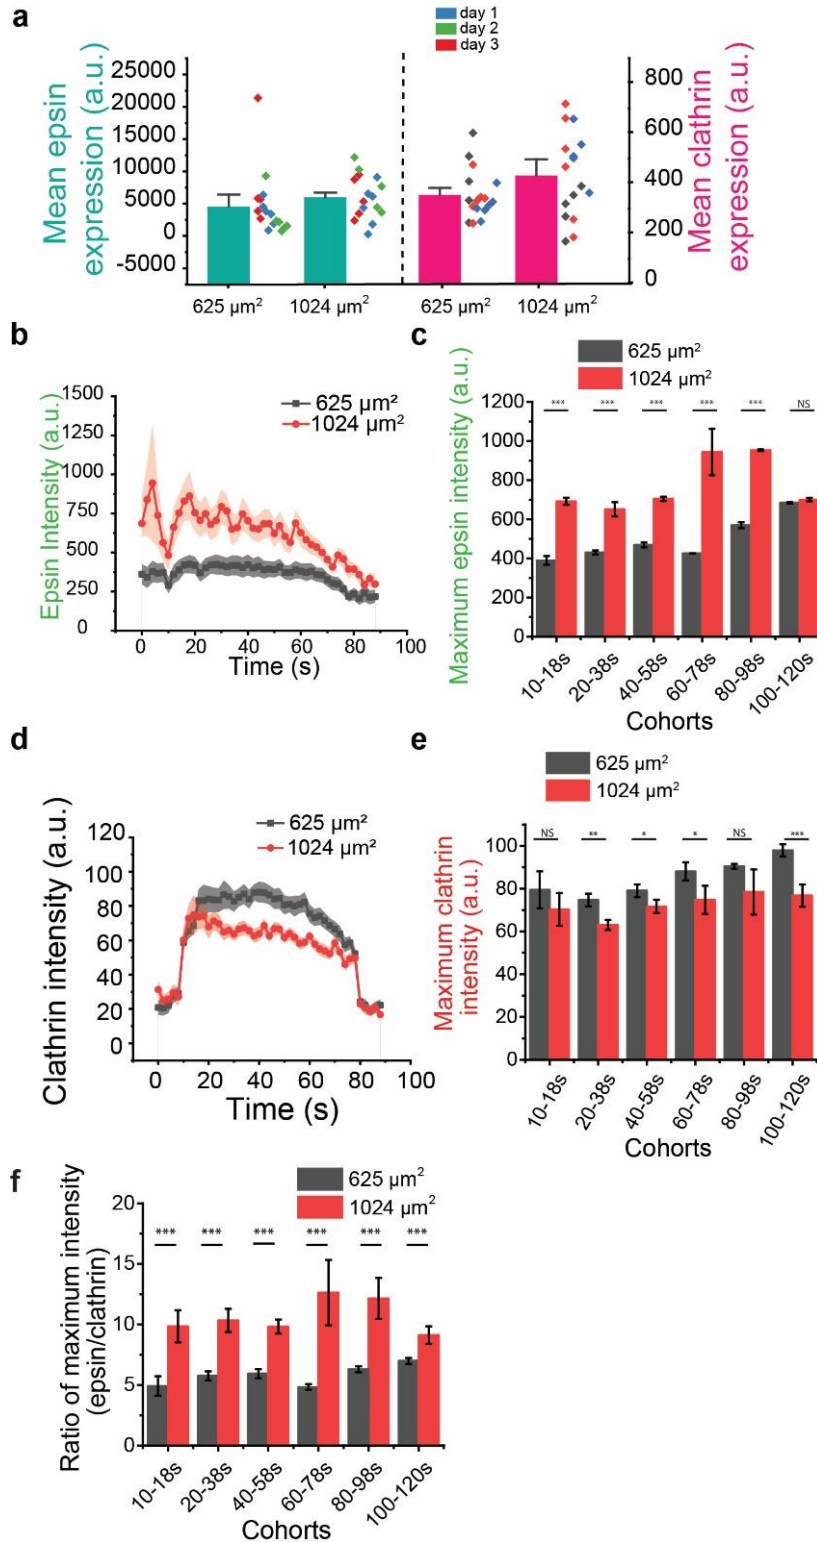 a
day 1
day 2
day 3
Mean epsin
expression (a.u.)
25000
20000
15000
10000
5000
0
-5000
800
600
400
200
0
Mean clathrin
expression (a.u.)
625 µm²
1024 µm²
625 µm²
1024 µm²
b
625 µm²
1024 µm²
Epsin Intensity (a.u.)
1500
1250
1000
750
500
250
0
0
20
40
60
80
100
Time (s)
c
625 µm²
1024 µm²
Maximum epsin intensity (a.u.)
1200
1000
800
600
400
200
0
***
***
***
***
***
NS
10-18s
20-38s
40-58s
60-78s
80-98s
100-120s
Cohorts
d
625 µm²
1024 µm²
Clathrin intensity (a.u.)
120
100
80
60
40
20
0
0
20
40
60
80
100
Time (s)
e
625 µm²
1024 µm²
Maximum clathrin
intensity (a.u.)
100
80
60
40
20
0
NS
**
*
*
NS
***
10-18s
20-38s
40-58s
60-78s
80-98s
100-120s
Cohorts
f
625 µm²
1024 µm²
Ratio of maximum intensity
(epsin/clathrin)
20
15
10
5
0
***
***
***
***
***
***
10-18s
20-38s
40-58s
60-78s
80-98s
100-120s
Cohorts